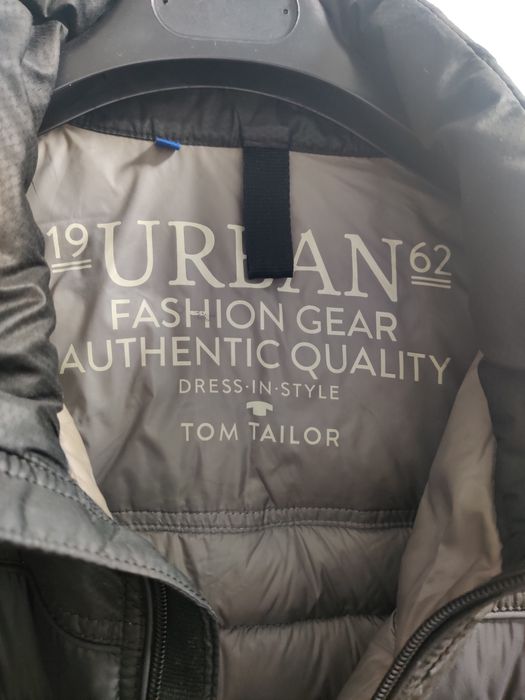 19 URBAN 62
FASHION GEAR
AUTHENTIC QUALITY
DRESS·IN·STYLE
TOM TAILOR